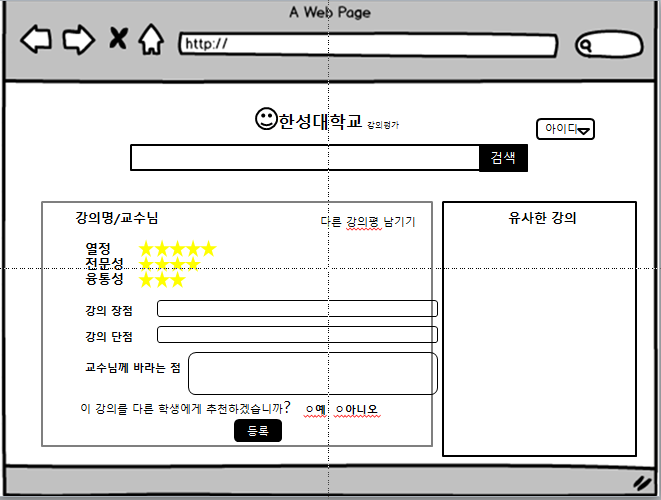 A Web Page
http://
한성대학교 강의평가
아이디
검색
강의명/교수님
다른 강의평 남기기
열정 ★★★★★
전문성 ★★★★
융통성 ★★★
강의 장점
강의 단점
교수님께 바라는 점
이 강의를 다른 학생에게 추천하겠습니까? ㅇ예 ㅇ아니오
등록
유사한 강의